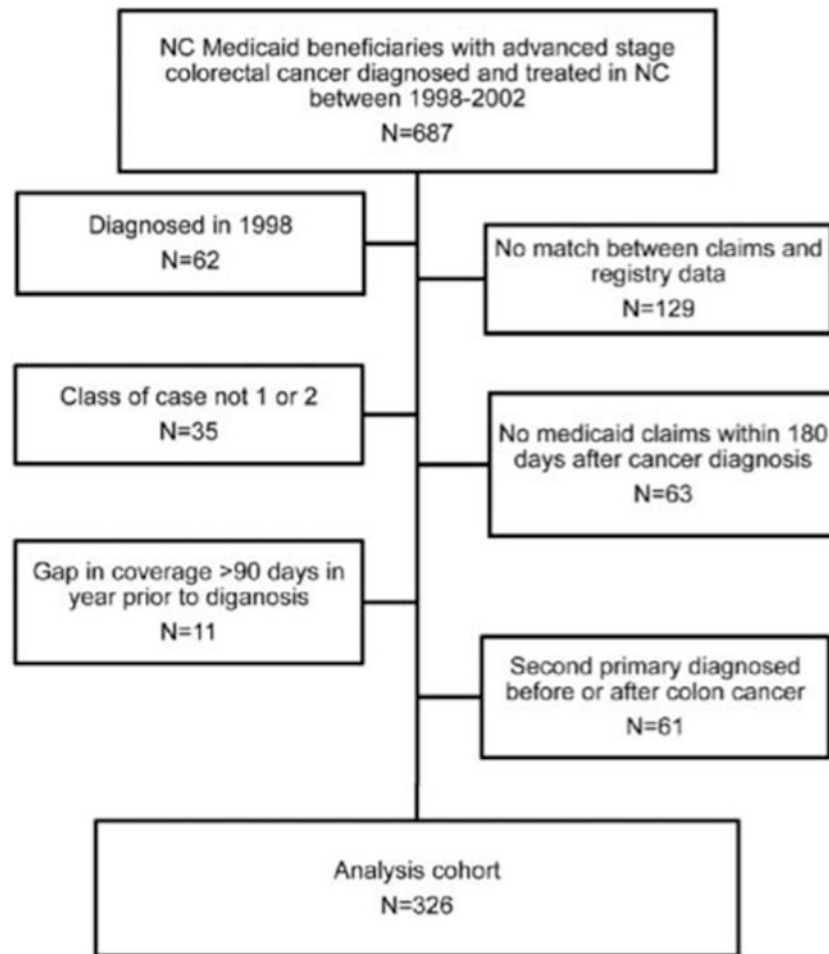 NC Medicaid beneficiaries with advanced stage
colorectal cancer diagnosed and treated in NC
between 1998-2002
N=687
Diagnosed in 1998
N=62
No match between claims and
registry data
N=129
Class of case not 1 or 2
N=35
No medicaid claims within 180
days after cancer diagnosis
N=63
Gap in coverage >90 days in
year prior to diganosis
N=11
Second primary diagnosed
before or after colon cancer
N=61
Analysis cohort
N=326